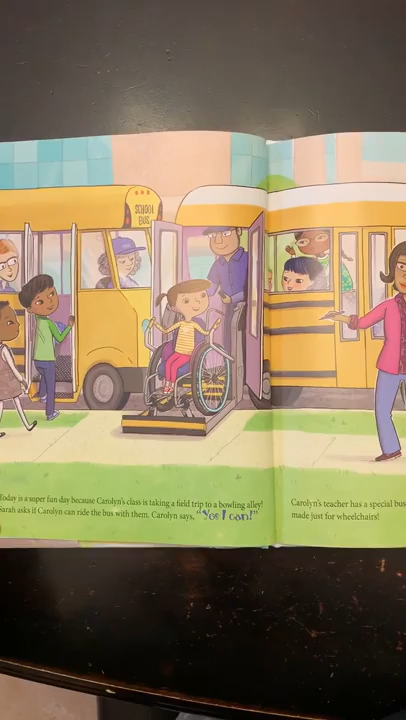 SCHOOL
BUS
Today is a super fun day because Carolyn's class is taking a field trip to a bowling alley!
Sarah asks if Carolyn can ride the bus with them. Carolyn says, "Yes I can!"
Carolyn's teacher has a special bus
made just for wheelchairs!